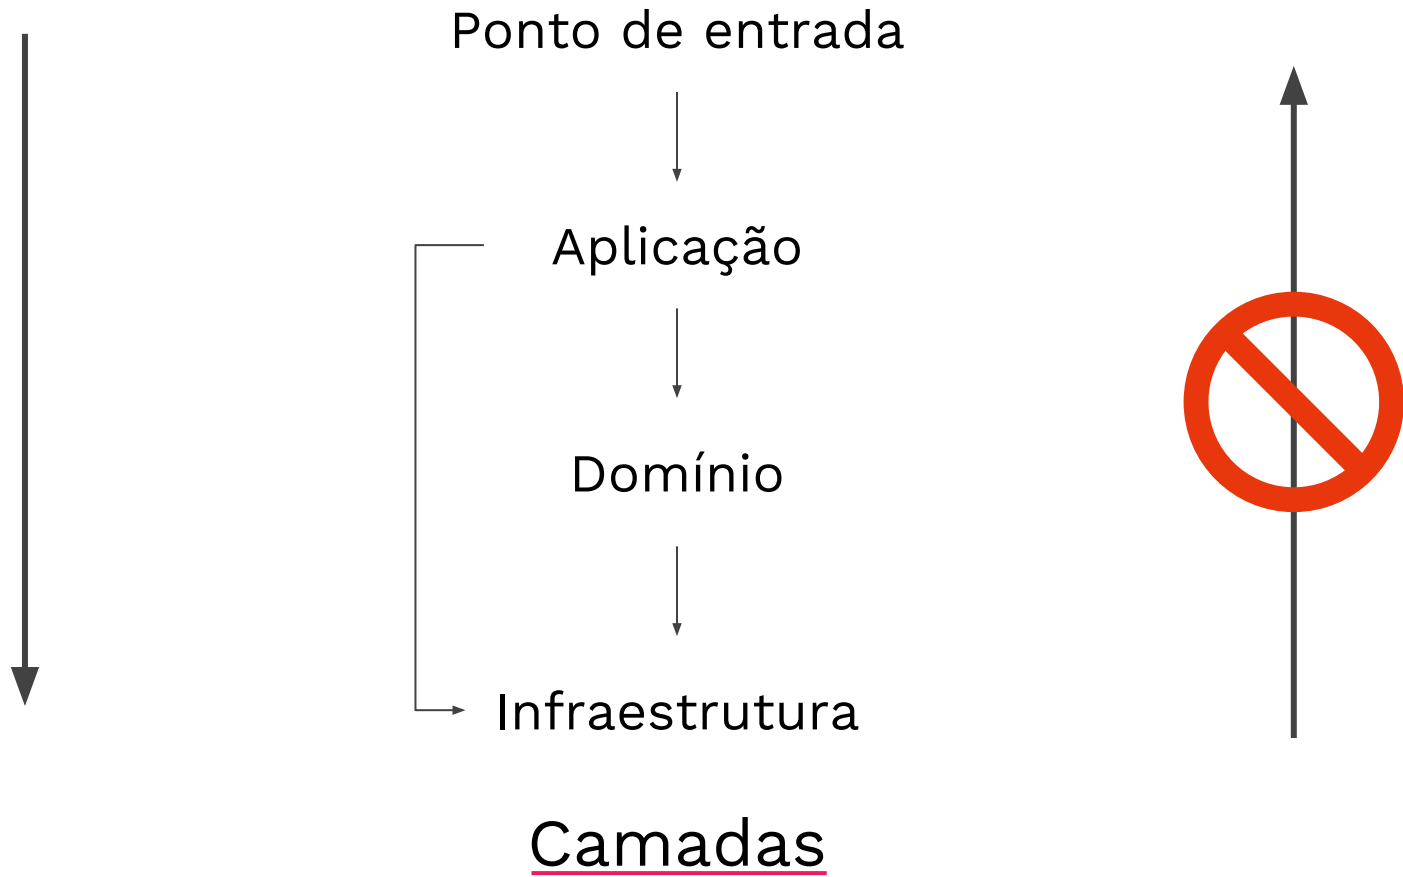 Ponto de entrada
Aplicação
Domínio
Infraestrutura
Camadas